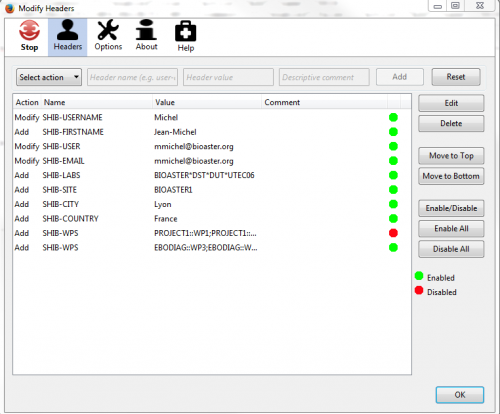 Modify Headers
Stop Headers Options About Help
Select action Header name (e.g. user- Header value Descriptive comment Add Reset
Action Name Value Comment
Modify SHIB-USERNAME Michel
Add SHIB-FIRSTNAME Jean-Michel
Modify SHIB-USER mmichel@bioaster.org
Modify SHIB-EMAIL mmichel@bioaster.org
Add SHIB-LABS BIOASTER*DST*DUT*UTEC06
Add SHIB-SITE BIOASTER1
Add SHIB-CITY Lyon
Add SHIB-COUNTRY France
Add SHIB-WPS PROJECT1::WP1;PROJECT1::...
Add SHIB-WPS EBODIAG::WP3;EBODIAG::W...
Edit
Delete
Move to Top
Move to Bottom
Enable/Disable
Enable All
Disable All
Enabled
Disabled
OK